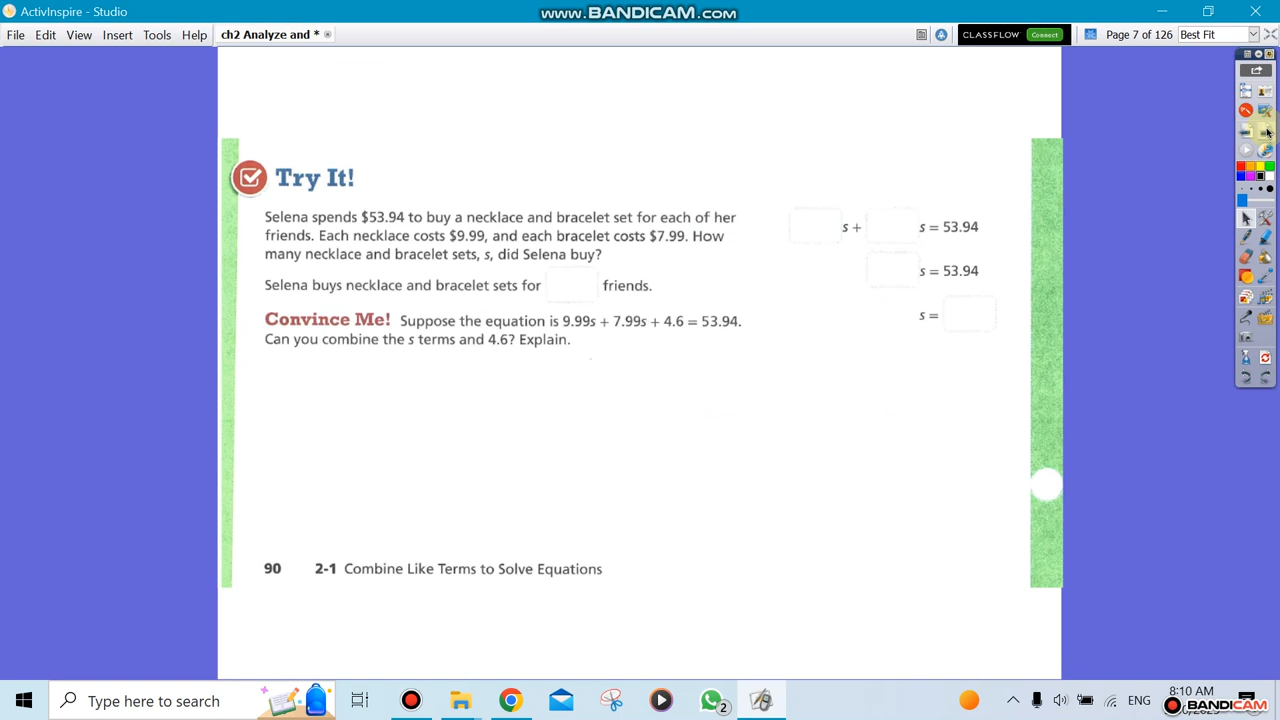 ActivInspire - Studio
www.BANDICAM.com
File Edit View Insert Tools Help ch2 Analyze and * CLASSFLOW Connect Page 7 of 126 Best Fit
Try It!
Selena spends $53.94 to buy a necklace and bracelet set for each of her
friends. Each necklace costs $9.99, and each bracelet costs $7.99. How
many necklace and bracelet sets, s, did Selena buy?
Selena buys necklace and bracelet sets for friends.
s + s = 53.94
s = 53.94
s =
Convince Me! Suppose the equation is 9.99s + 7.99s + 4.6 = 53.94.
Can you combine the s terms and 4.6? Explain.
90 2-1 Combine Like Terms to Solve Equations
Type here to search
2
ENG
8:10 AM
BANDICAM